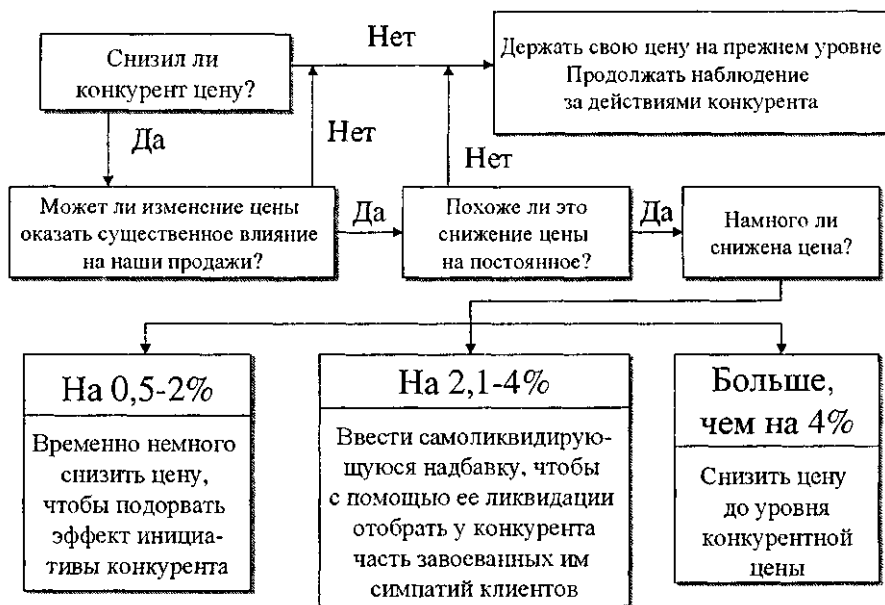 Снизил ли
конкурент цену?
Нет
Держать свою цену на прежнем уровне
Продолжать наблюдение
за действиями конкурента
Да
Нет
Нет
Может ли изменение цены
оказать существенное влияние
на наши продажи?
Да
Похоже ли это
снижение цены
на постоянное?
Да
Намного ли
снижена цена?
На 0,5-2%
Временно немного
снизить цену,
чтобы подорвать
эффект инициа-
тивы конкурента
На 2,1-4%
Ввести самоликвидирую-
щуюся надбавку, чтобы
с помощью ее ликвидации
отобрать у конкурента
часть завоеванных им
симпатий клиентов
Больше,
чем на 4%
Снизить цену
до уровня
конкурентной
цены